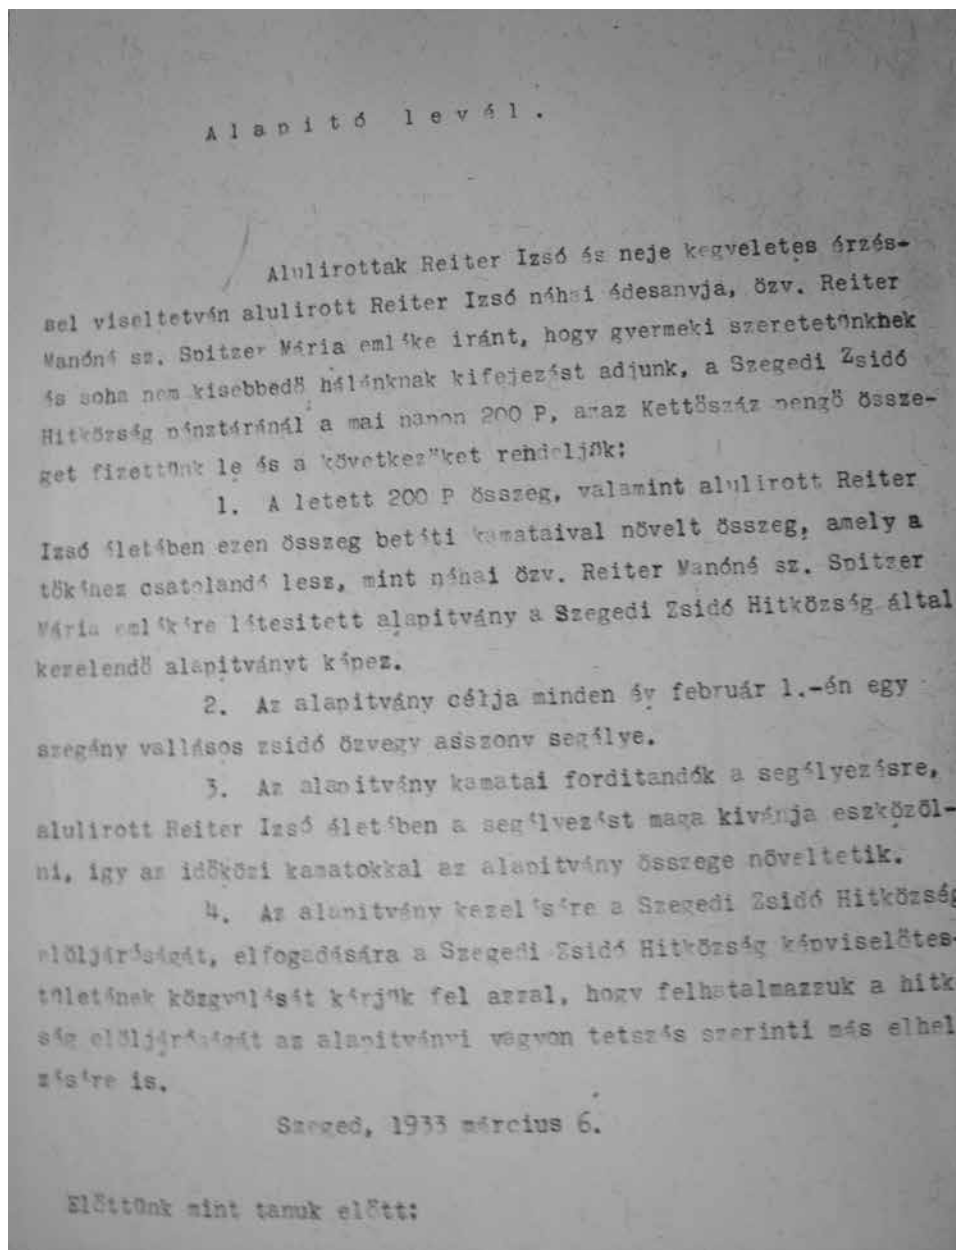 Alapitó levél.
Alulirottak Reiter Izsó és neje kegyeletes érzés-
sel viseltetvén alulirott Reiter Izsó néhai édesanyja, özv. Reiter
Manóné sz. Spitzer Mária emléke iránt, hogy gyermeki szeretetünknek
és soha nem kisebbedő hálánknak kifejezést adjunk, a Szegedi Zsidó
Hitközség pénztáránál a mai napon 200 P, azaz Kettőszáz pengő össze-
get fizettünk le és a következőket rendeljük:
1. A letett 200 P összeg, valamint alulirott Reiter
Izsó életében ezen összeg betéti kamataival növelt összeg, amely a
tőkéhez csatolandó lesz, mint néhai özv. Reiter Manóné sz. Spitzer
Mária emlékére létesitett alapitvány a Szegedi Zsidó Hitközség által
kezelendő alapitványt képez.
2. Az alapitvány célja minden év február 1.-én egy
szegény vallásos zsidó özvegy asszony segélye.
3. Az alapitvány kamatai forditandók a segélyezésre,
alulirott Reiter Izsó életében a segélyezést maga kivánja eszközöl-
ni, igy az időközi kamatokkal az alapitvány összege növeltetik.
4. Az alapitvány kezelésére a Szegedi Zsidó Hitközség
elöljáróságát, elfogadására a Szegedi Zsidó Hitközség képviselőtes-
tületének közgyülését kérjük fel azzal, hogy felhatalmazzuk a hitk
ség elöljáróságát az alapitványi vagyon tetszés szerinti más elhel
zésére is.
Szeged, 1933 március 6.
Előttünk mint tanuk előtt: